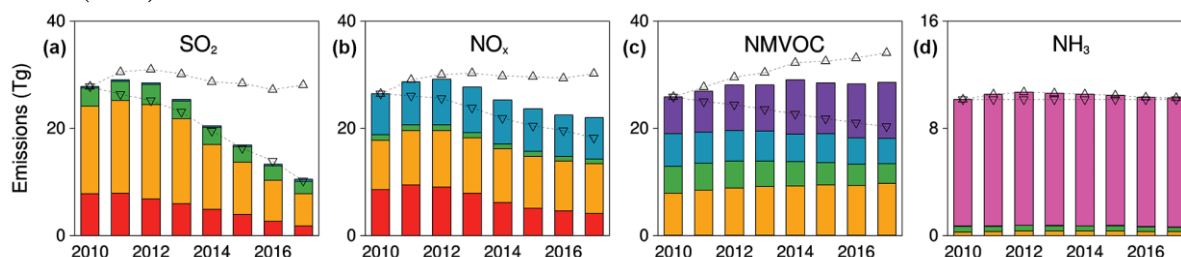 40 40 40 16
(a) SO₂ (b) NOₓ (c) NMVOC (d) NH₃
Emissions (Tg)
20 20 20 8
0 0 0 0
2010 2012 2014 2016 2010 2012 2014 2016 2010 2012 2014 2016 2010 2012 2014 2016